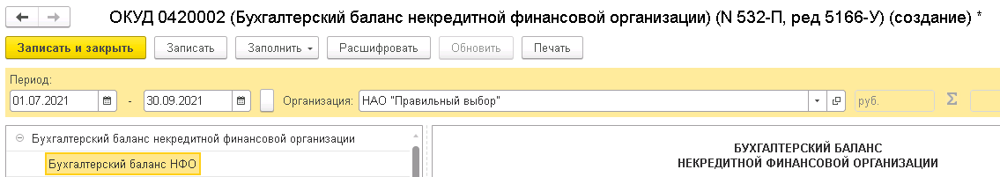 ОКУД 0420002 (Бухгалтерский баланс некредитной финансовой организации) (N 532-П, ред 5166-У) (создание) *
Записать и закрыть Записать Заполнить Расшифровать Обновить Печать
Период:
01.07.2021 - 30.09.2021 Организация: НАО "Правильный выбор" руб. Σ
Бухгалтерский баланс некредитной финансовой организации
Бухгалтерский баланс НФО
БУХГАЛТЕРСКИЙ БАЛАНС
НЕКРЕДИТНОЙ ФИНАНСОВОЙ ОРГАНИЗАЦИИ